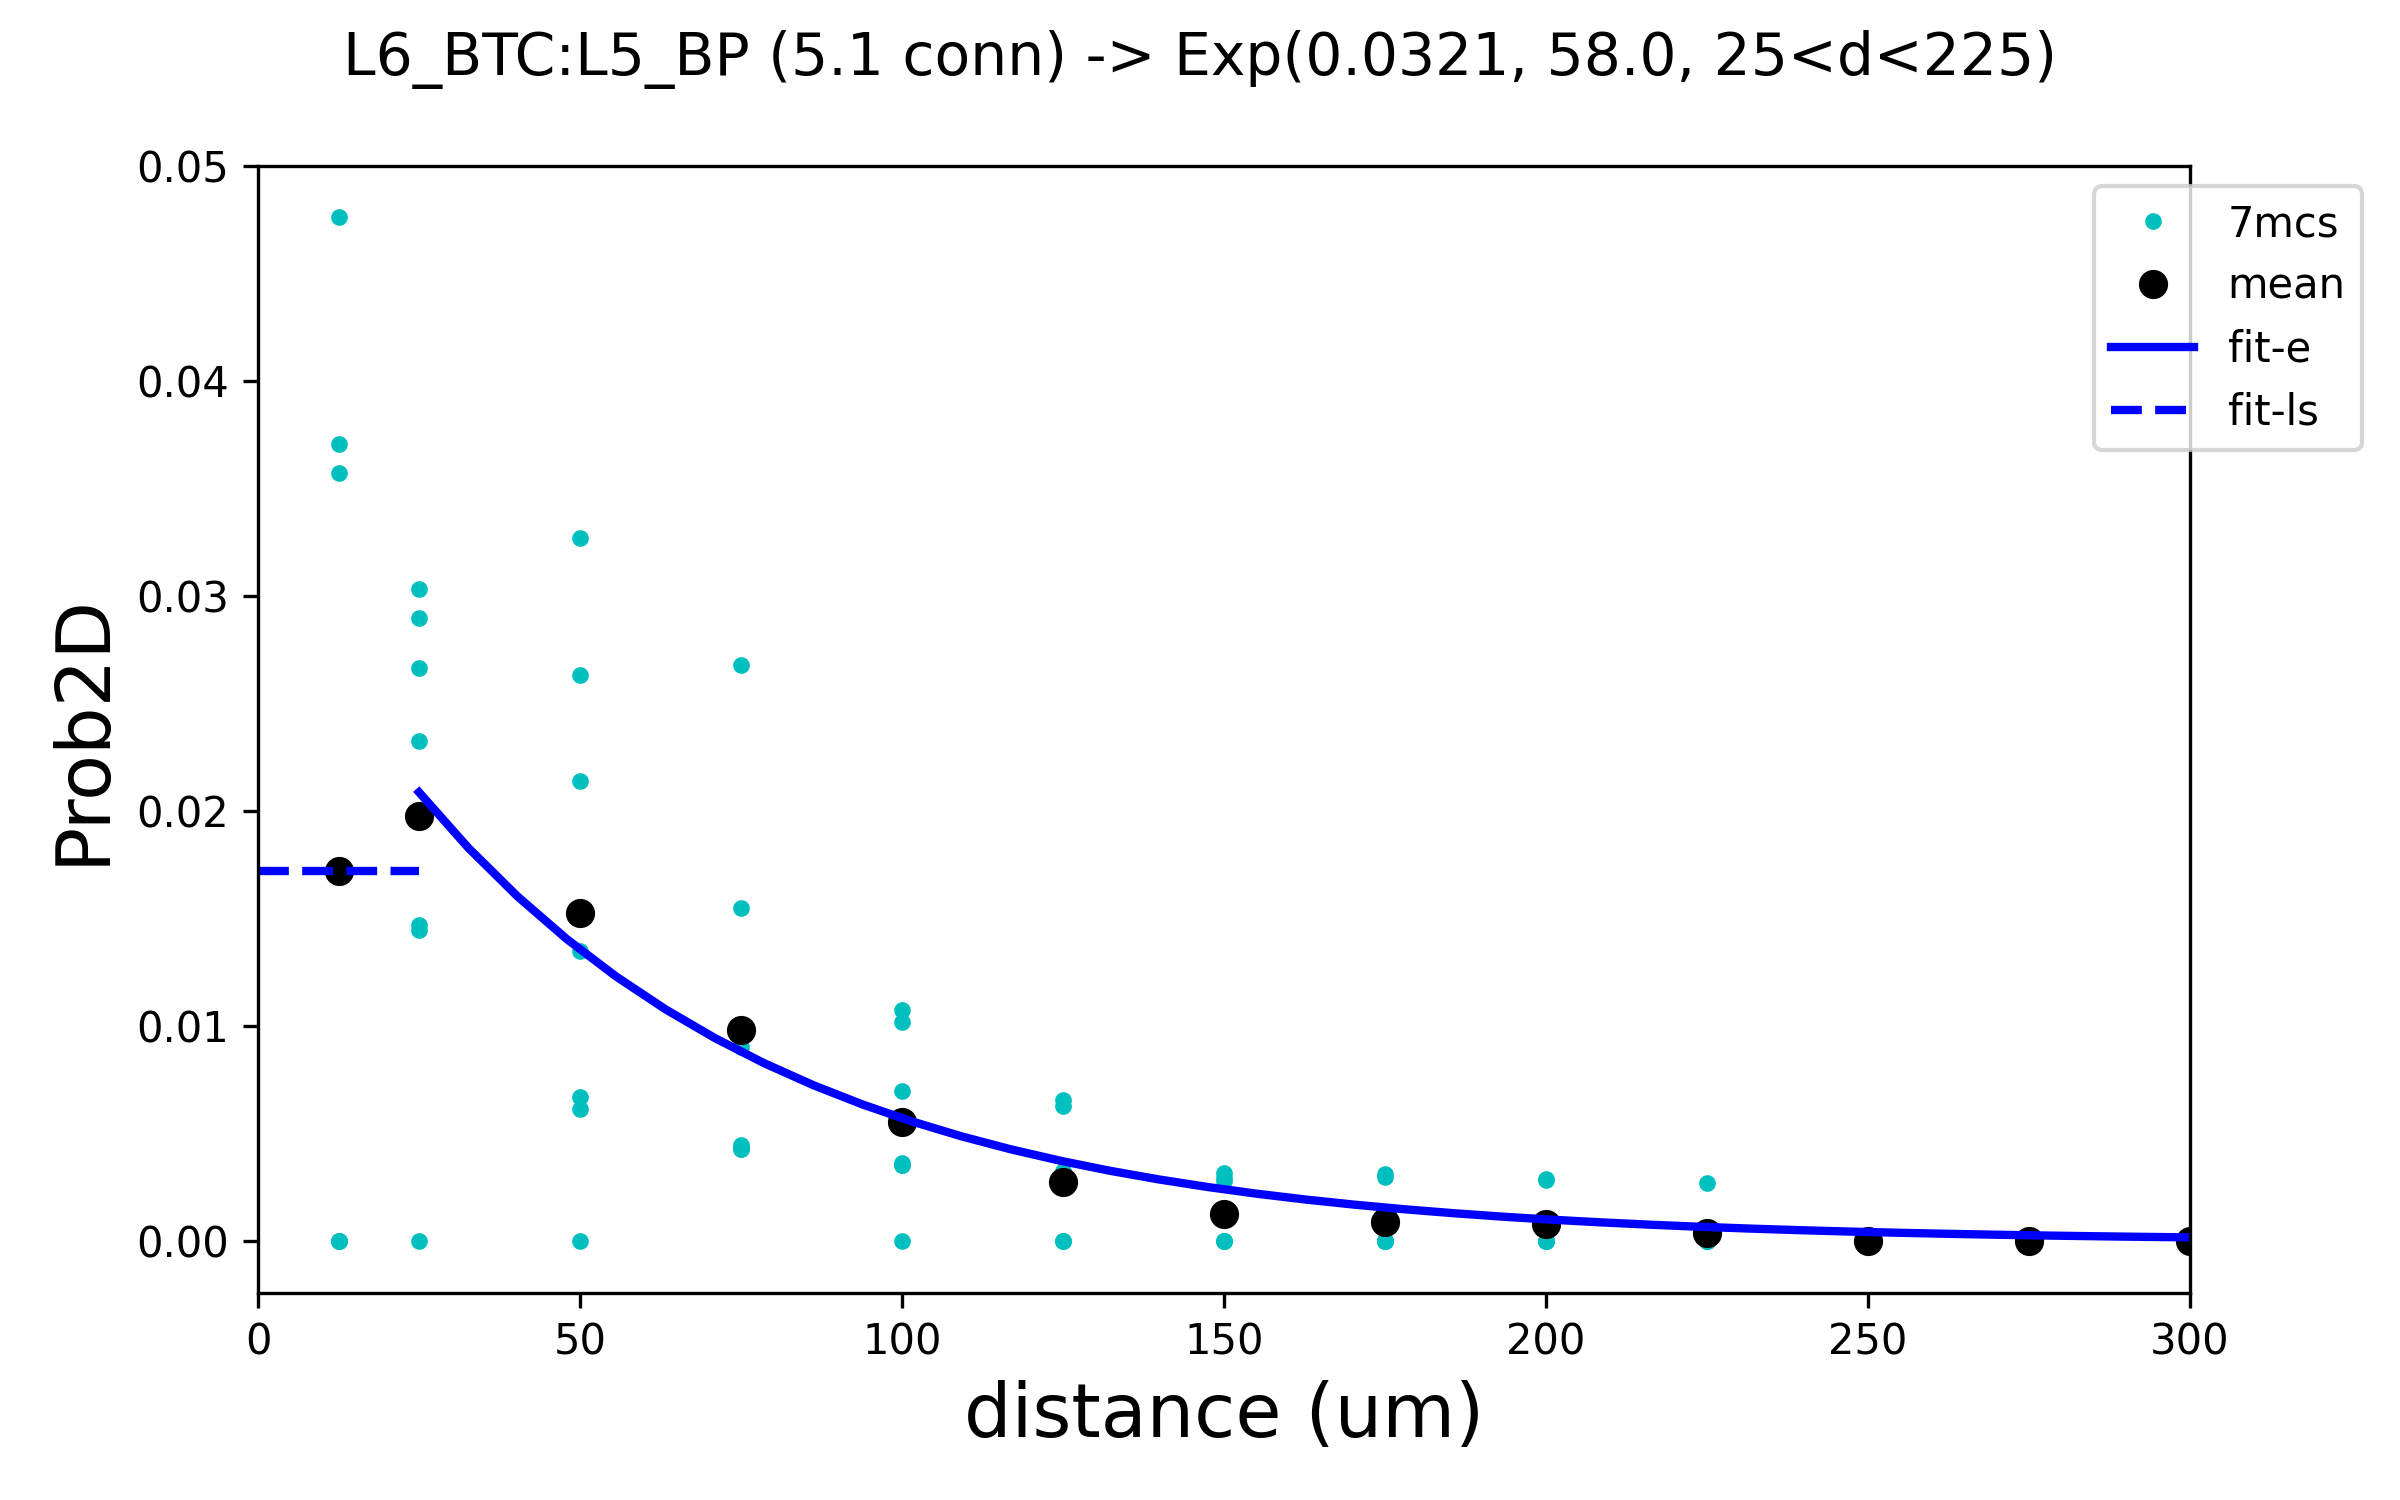 L6_BTC:L5_BP (5.1 conn) -> Exp(0.0321, 58.0, 25<d<225)
0.05
0.04
0.03
0.02
0.01
0.00
Prob2D
7mcs
mean
fit-e
fit-ls
0 50 100 150 200 250 300
distance (um)